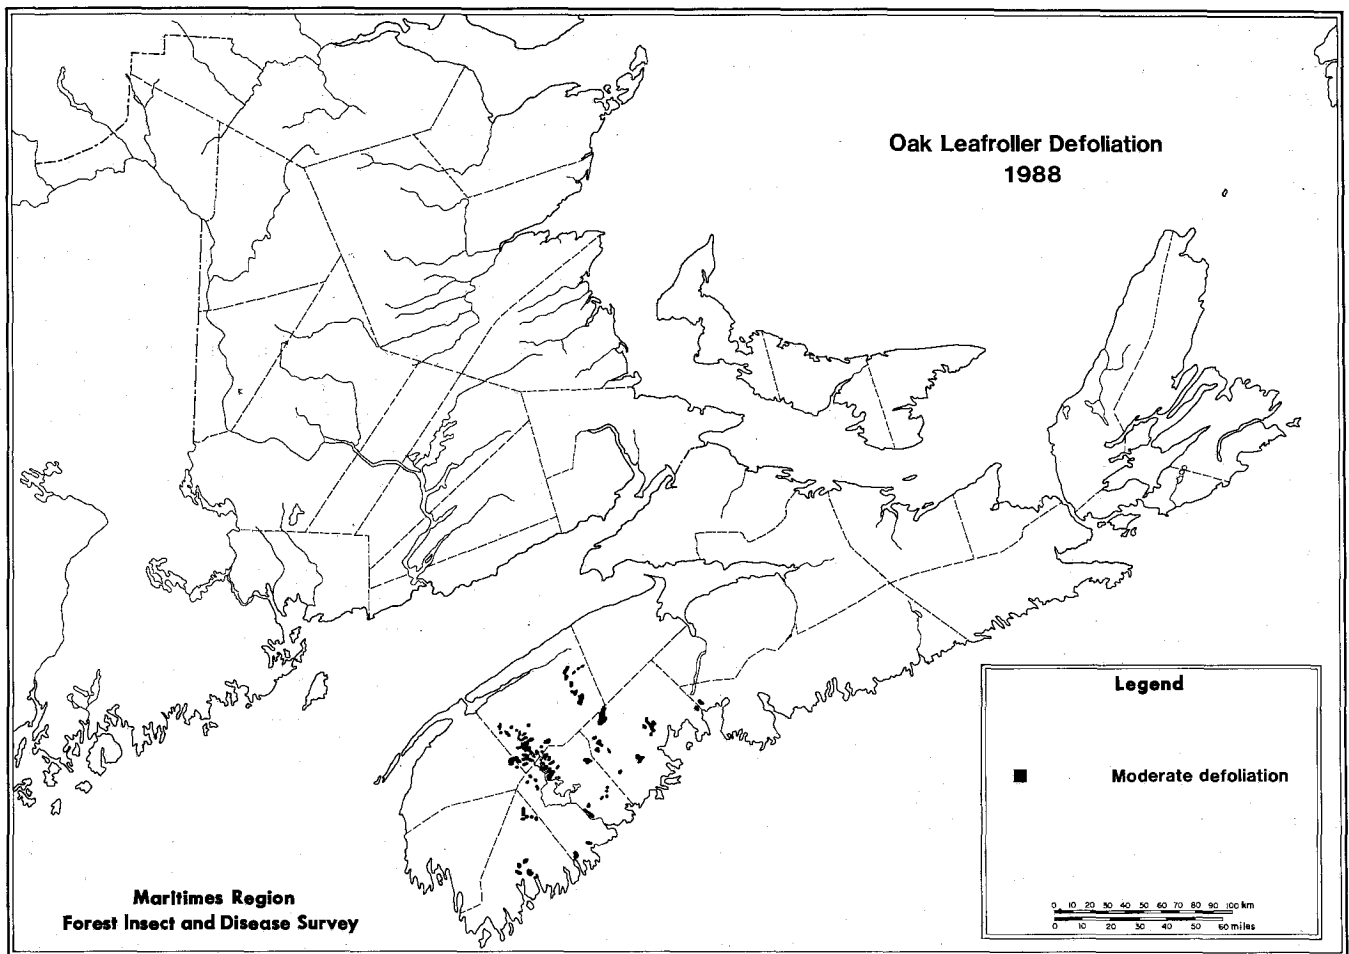 Oak Leafroller Defoliation
1988
Legend
Moderate defoliation
0 10 20 30 40 50 60 70 80 90 100 km
0 10 20 30 40 50 60 miles
Maritimes Region
Forest Insect and Disease Survey